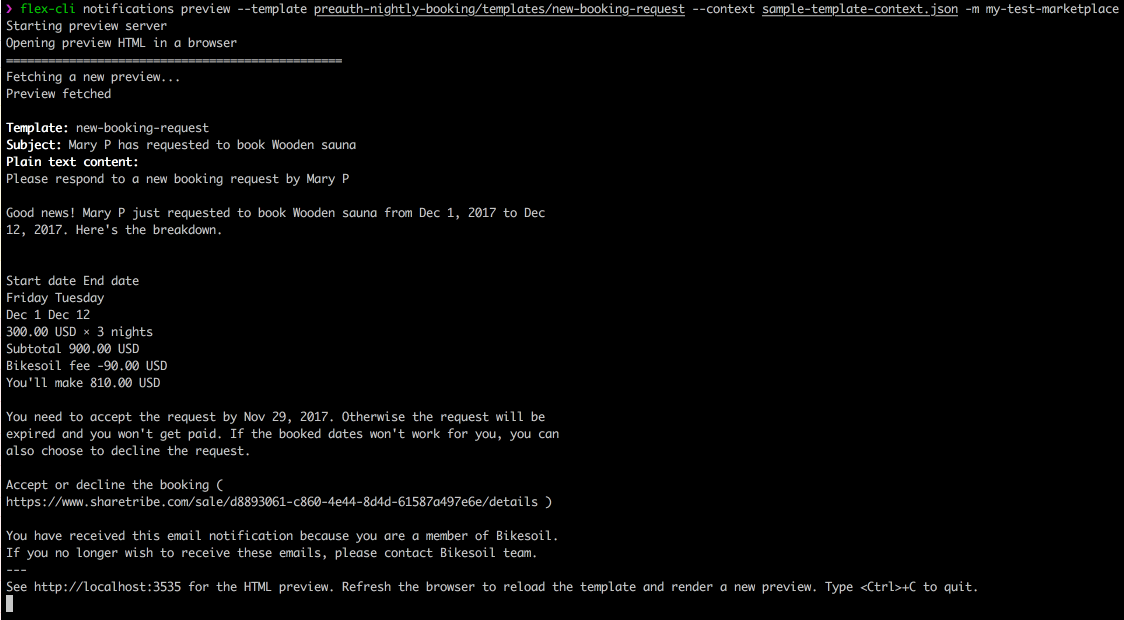 ❯ flex-cli notifications preview --template preauth-nightly-booking/templates/new-booking-request --context sample-template-context.json -m my-test-marketplace
Starting preview server
Opening preview HTML in a browser
================================================
Fetching a new preview...
Preview fetched
Template: new-booking-request
Subject: Mary P has requested to book Wooden sauna
Plain text content:
Please respond to a new booking request by Mary P
Good news! Mary P just requested to book Wooden sauna from Dec 1, 2017 to Dec
12, 2017. Here's the breakdown.
Start date End date
Friday Tuesday
Dec 1 Dec 12
300.00 USD × 3 nights
Subtotal 900.00 USD
Bikesoil fee -90.00 USD
You'll make 810.00 USD
You need to accept the request by Nov 29, 2017. Otherwise the request will be
expired and you won't get paid. If the booked dates won't work for you, you can
also choose to decline the request.
Accept or decline the booking (
https://www.sharetribe.com/sale/d8893061-c860-4e44-8d4d-61587a497e6e/details )
You have received this email notification because you are a member of Bikesoil.
If you no longer wish to receive these emails, please contact Bikesoil team.
---
See http://localhost:3535 for the HTML preview. Refresh the browser to reload the template and render a new preview. Type <Ctrl>+C to quit.